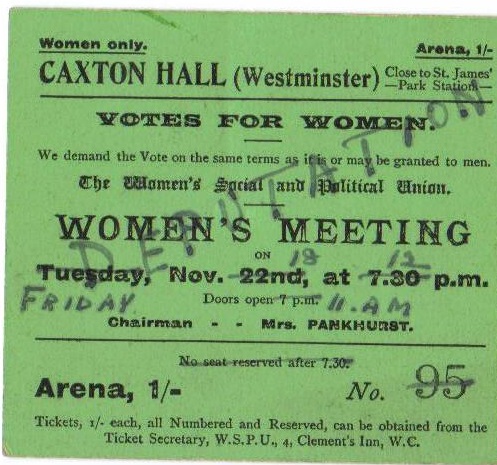 Women only.
Arena, 1/-
CAXTON HALL (Westminster) Close to St. James'
—Park Station—
VOTES FOR WOMEN.
We demand the Vote on the same terms as it is or may be granted to men.
The Women's Social and Political Union.
DEPUTATION
WOMEN'S MEETING
ON
18 12
Tuesday, Nov. 22nd, at 7.30 p.m.
FRIDAY
Doors open 7 p.m. 11.AM
Chairman - - Mrs. PANKHURST.
No seat reserved after 7.30.
Arena, 1/- No. 95
Tickets, 1/- each, all Numbered and Reserved, can be obtained from the
Ticket Secretary, W.S.P.U., 4, Clement's Inn, W.C.